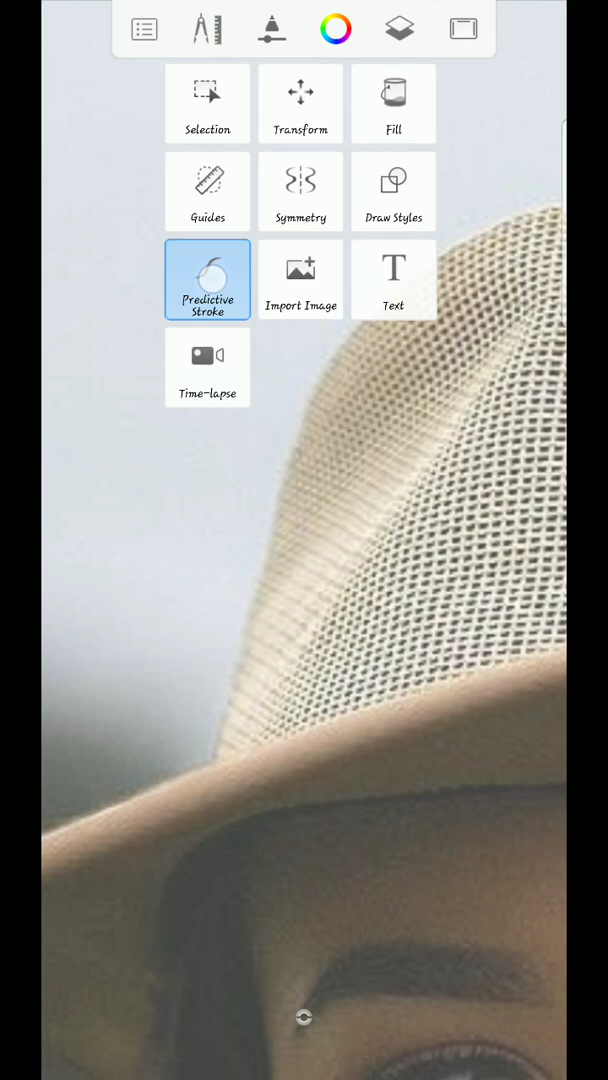 Selection
Transform
Fill
Guides
Symmetry
Draw Styles
Predictive
Stroke
Import Image
Text
Time-lapse